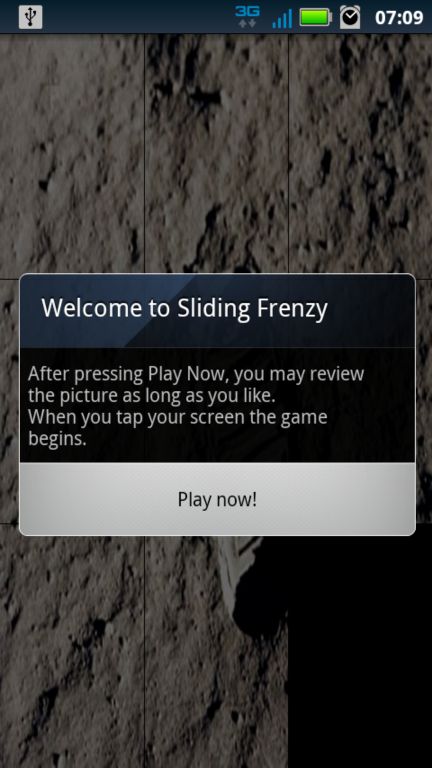 3G 07:09
Welcome to Sliding Frenzy
After pressing Play Now, you may review
the picture as long as you like.
When you tap your screen the game
begins.
Play now!